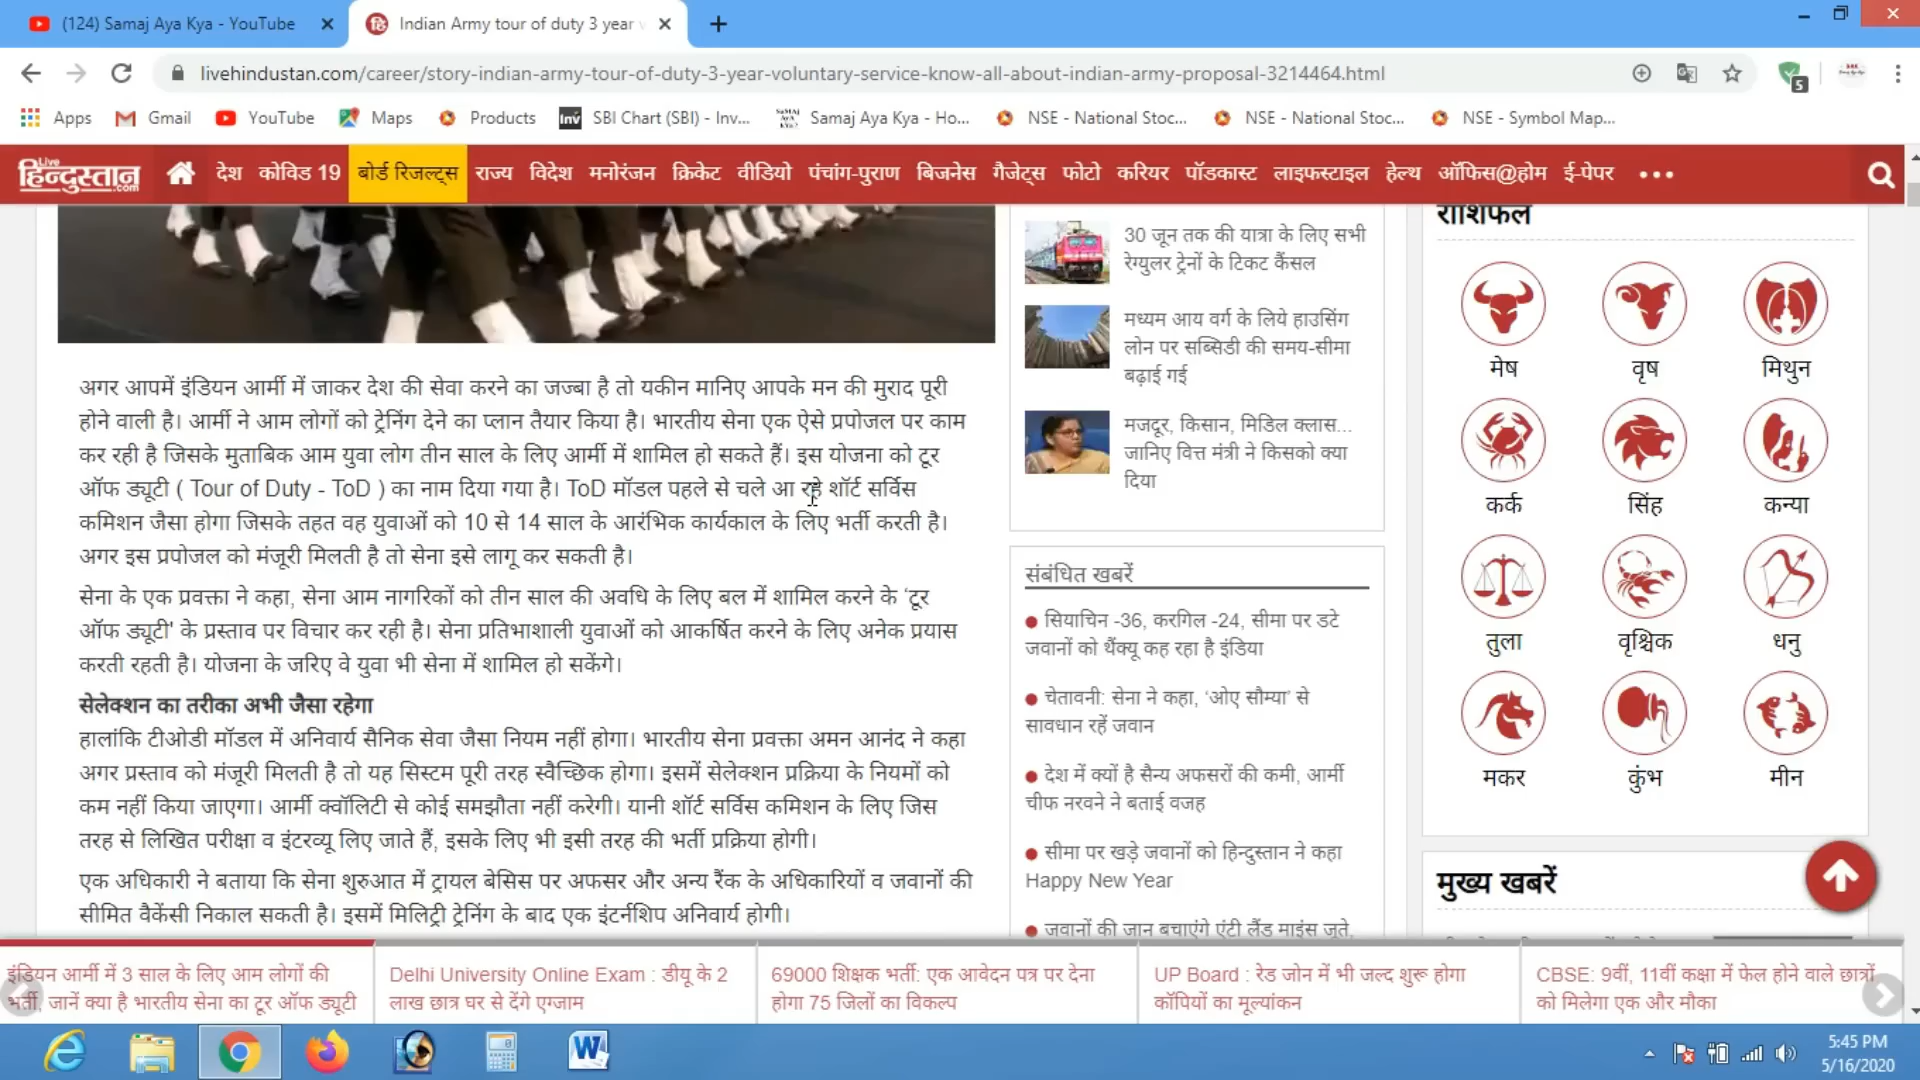 (124) Samaj Aya Kya - YouTube
Indian Army tour of duty 3 year
livehindustan.com/career/story-indian-army-tour-of-duty-3-year-voluntary-service-know-all-about-indian-army-proposal-3214464.html
5
Apps
Gmail
YouTube
Maps
Products
Inv
SBI Chart (SBI) - Inv...
Samaj Aya Kya - Ho...
NSE - National Stoc...
NSE - National Stoc...
NSE - Symbol Map...
Live
हिन्दुस्तान
.com
देश
कोविड 19
बोर्ड रिजल्ट्स
राज्य
विदेश
मनोरंजन
क्रिकेट
वीडियो
पंचांग-पुराण
बिजनेस
गैजेट्स
फोटो
करियर
पॉडकास्ट
लाइफस्टाइल
हेल्थ
ऑफिस@होम
ई-पेपर
अगर आपमें इंडियन आर्मी में जाकर देश की सेवा करने का जज्बा है तो यकीन मानिए आपके मन की मुराद पूरी
होने वाली है। आर्मी ने आम लोगों को ट्रेनिंग देने का प्लान तैयार किया है। भारतीय सेना एक ऐसे प्रपोजल पर काम
कर रही है जिसके मुताबिक आम युवा लोग तीन साल के लिए आर्मी में शामिल हो सकते हैं। इस योजना को टूर
ऑफ ड्यूटी ( Tour of Duty - ToD ) का नाम दिया गया है। ToD मॉडल पहले से चले आ रहे शॉर्ट सर्विस
कमिशन जैसा होगा जिसके तहत वह युवाओं को 10 से 14 साल के आरंभिक कार्यकाल के लिए भर्ती करती है।
अगर इस प्रपोजल को मंजूरी मिलती है तो सेना इसे लागू कर सकती है।
सेना के एक प्रवक्ता ने कहा, सेना आम नागरिकों को तीन साल की अवधि के लिए बल में शामिल करने के ‘टूर
ऑफ ड्यूटी' के प्रस्ताव पर विचार कर रही है। सेना प्रतिभाशाली युवाओं को आकर्षित करने के लिए अनेक प्रयास
करती रहती है। योजना के जरिए वे युवा भी सेना में शामिल हो सकेंगे।
सेलेक्शन का तरीका अभी जैसा रहेगा
हालांकि टीओडी मॉडल में अनिवार्य सैनिक सेवा जैसा नियम नहीं होगा। भारतीय सेना प्रवक्ता अमन आनंद ने कहा
अगर प्रस्ताव को मंजूरी मिलती है तो यह सिस्टम पूरी तरह स्वैच्छिक होगा। इसमें सेलेक्शन प्रक्रिया के नियमों को
कम नहीं किया जाएगा। आर्मी क्वॉलिटी से कोई समझौता नहीं करेगी। यानी शॉर्ट सर्विस कमिशन के लिए जिस
तरह से लिखित परीक्षा व इंटरव्यू लिए जाते हैं, इसके लिए भी इसी तरह की भर्ती प्रक्रिया होगी।
एक अधिकारी ने बताया कि सेना शुरुआत में ट्रायल बेसिस पर अफसर और अन्य रैंक के अधिकारियों व जवानों की
सीमित वैकेंसी निकाल सकती है। इसमें मिलिट्री ट्रेनिंग के बाद एक इंटर्नशिप अनिवार्य होगी।
30 जून तक की यात्रा के लिए सभी
रेग्युलर ट्रेनों के टिकट कैंसल
मध्यम आय वर्ग के लिये हाउसिंग
लोन पर सब्सिडी की समय-सीमा
बढ़ाई गई
मजदूर, किसान, मिडिल क्लास...
जानिए वित्त मंत्री ने किसको क्या
दिया
संबंधित खबरें
सियाचिन -36, करगिल -24, सीमा पर डटे
जवानों को थैंक्यू कह रहा है इंडिया
चेतावनी: सेना ने कहा, ‘ओए सौम्या’ से
सावधान रहें जवान
देश में क्यों है सैन्य अफसरों की कमी, आर्मी
चीफ नरवने ने बताई वजह
सीमा पर खड़े जवानों को हिन्दुस्तान ने कहा
Happy New Year
जवानों की जान बचाएंगे एंटी लैंड माइंस जूते,
राशिफल
मेष
वृष
मिथुन
कर्क
सिंह
कन्या
तुला
वृश्चिक
धनु
मकर
कुंभ
मीन
मुख्य खबरें
इंडियन आर्मी में 3 साल के लिए आम लोगों की
भर्ती, जानें क्या है भारतीय सेना का टूर ऑफ ड्यूटी
Delhi University Online Exam : डीयू के 2
लाख छात्र घर से देंगे एग्जाम
69000 शिक्षक भर्ती: एक आवेदन पत्र पर देना
होगा 75 जिलों का विकल्प
UP Board : रेड जोन में भी जल्द शुरू होगा
कॉपियों का मूल्यांकन
CBSE: 9वीं, 11वीं कक्षा में फेल होने वाले छात्रों
को मिलेगा एक और मौका
5:45 PM
5/16/2020